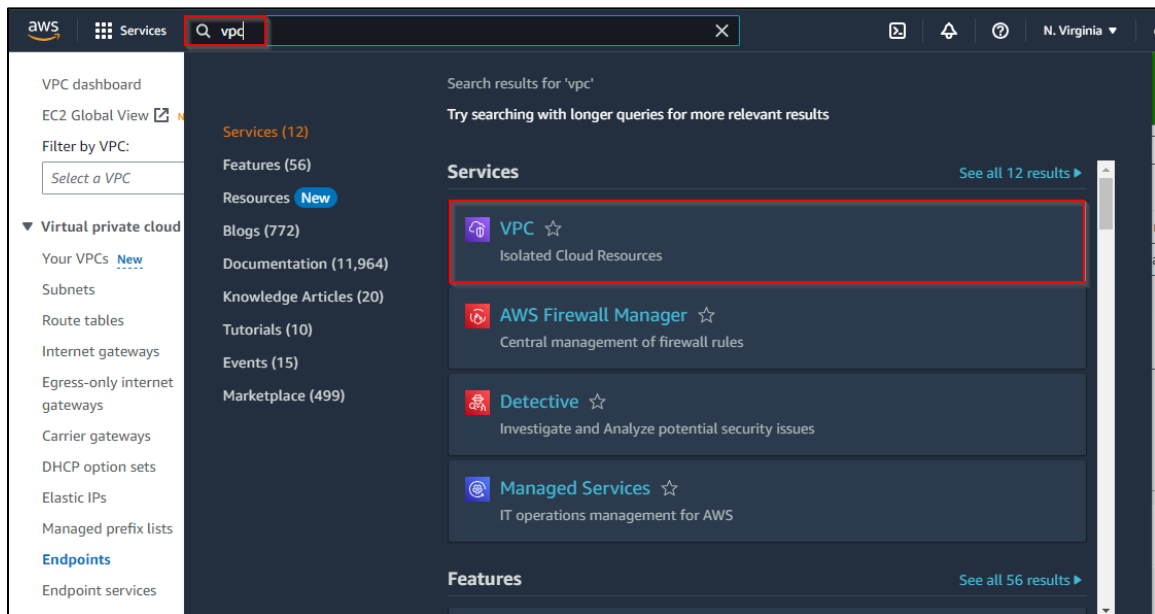 aws Services vpc N. Virginia ▼
VPC dashboard
EC2 Global View N
Filter by VPC:
Select a VPC
▼ Virtual private cloud
Your VPCs New
Subnets
Route tables
Internet gateways
Egress-only internet
gateways
Carrier gateways
DHCP option sets
Elastic IPs
Managed prefix lists
Endpoints
Endpoint services
Services (12)
Features (56)
Resources New
Blogs (772)
Documentation (11,964)
Knowledge Articles (20)
Tutorials (10)
Events (15)
Marketplace (499)
Search results for 'vpc'
Try searching with longer queries for more relevant results
Services See all 12 results ▶
VPC
Isolated Cloud Resources
AWS Firewall Manager
Central management of firewall rules
Detective
Investigate and Analyze potential security issues
Managed Services
IT operations management for AWS
Features See all 56 results ▶